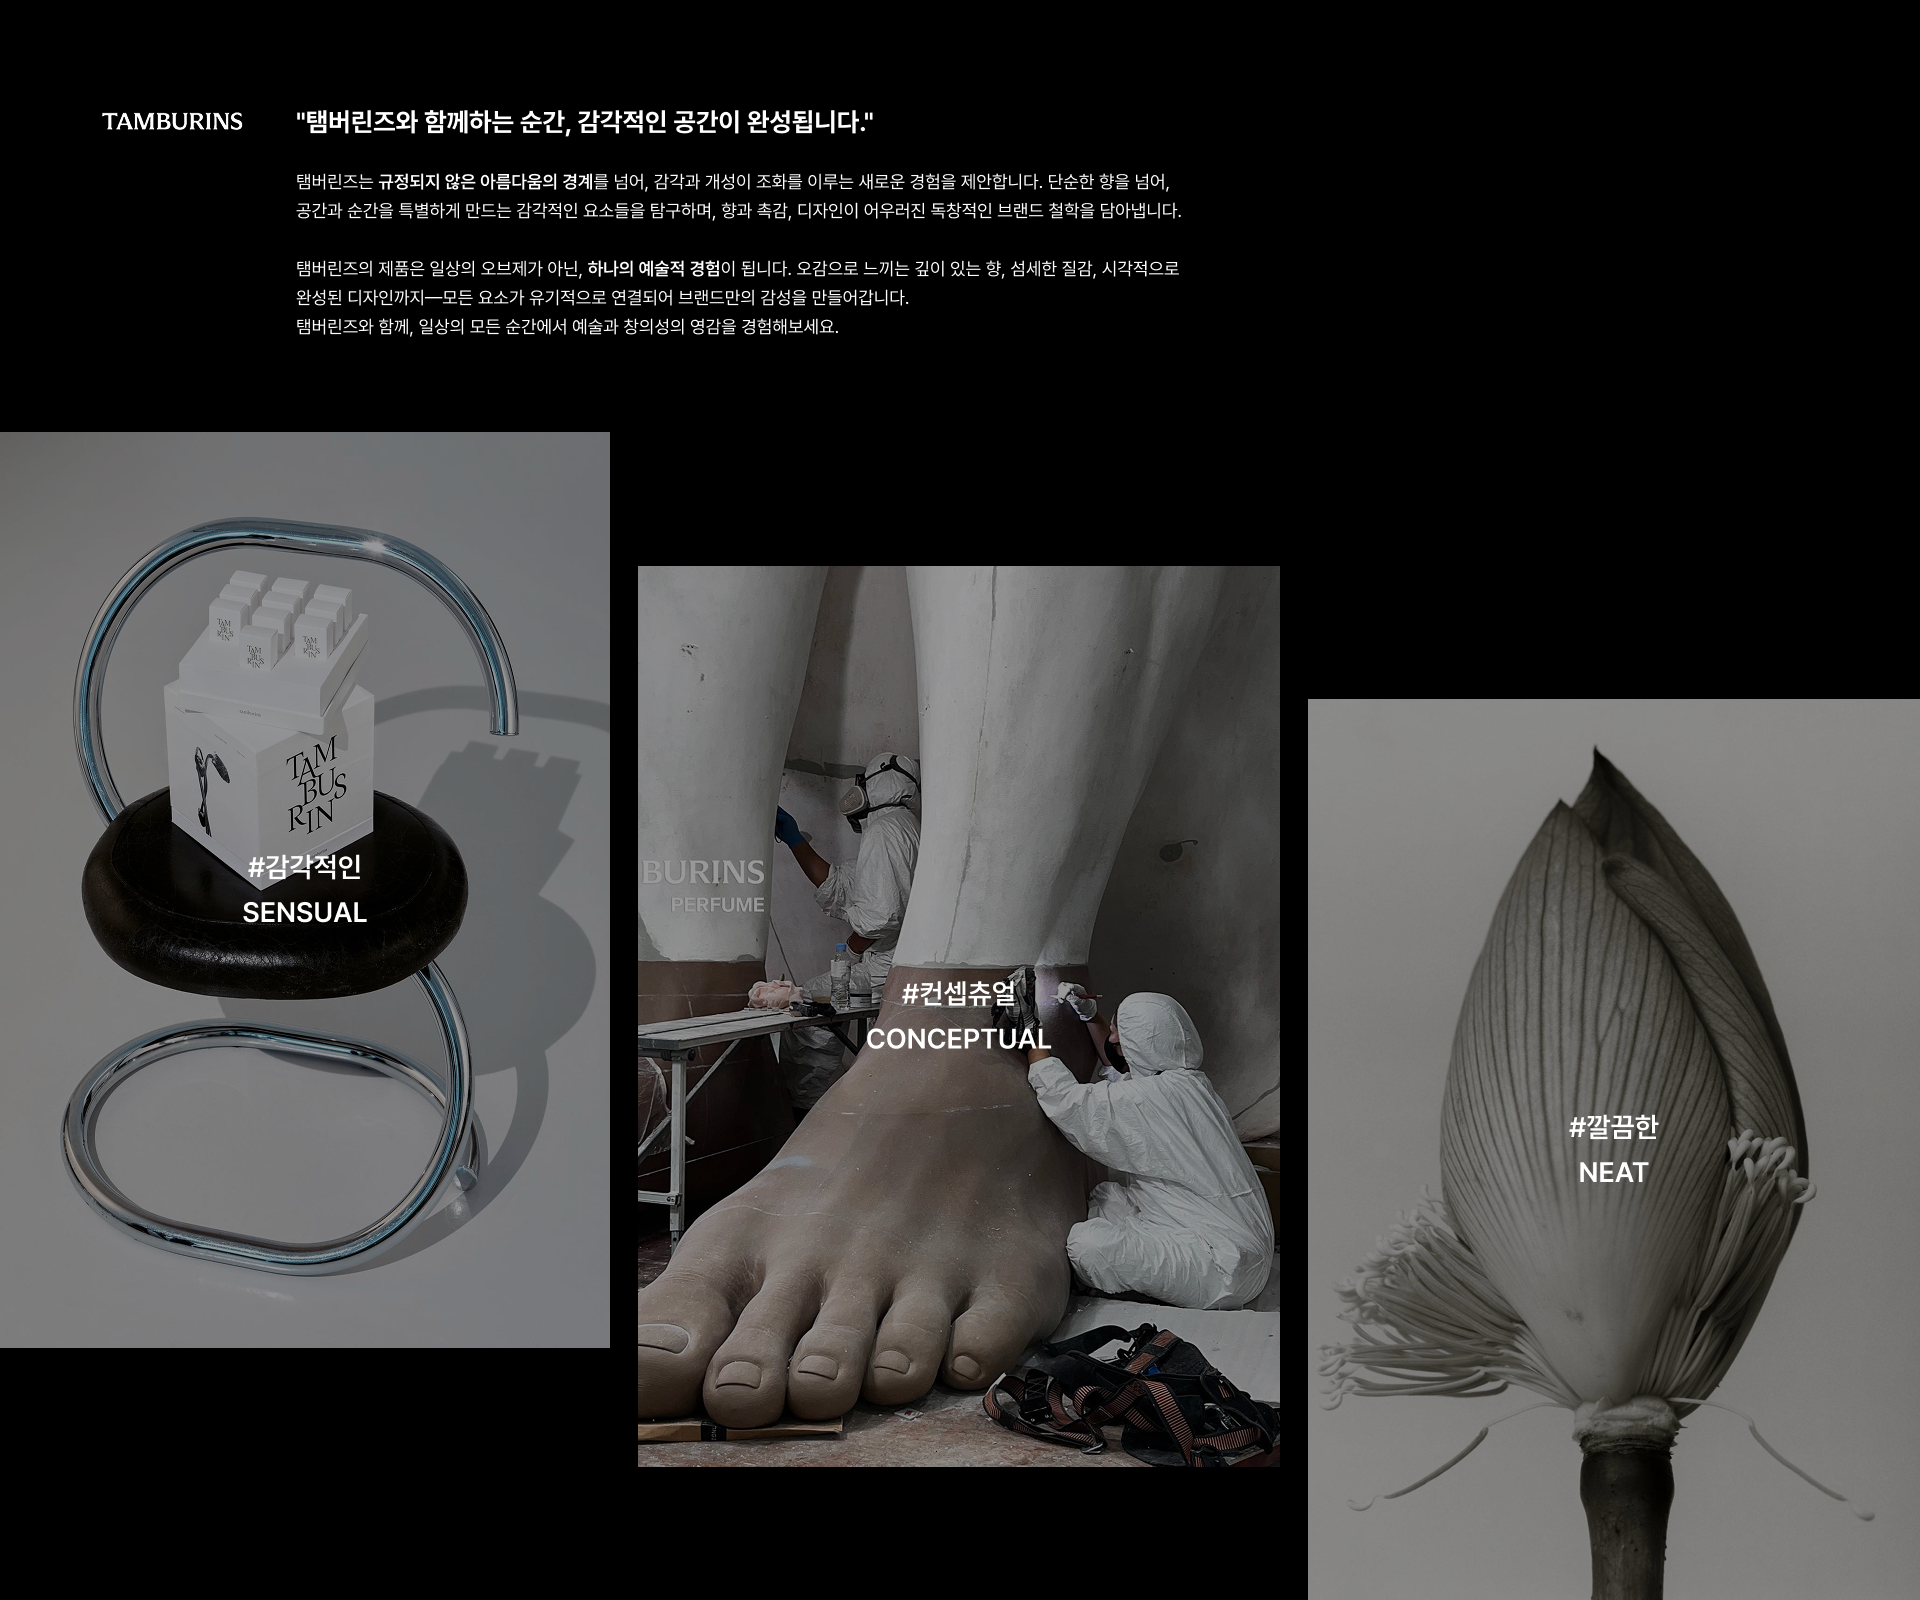 TAMBURINS
"탬버린즈와 함께하는 순간, 감각적인 공간이 완성됩니다."
탬버린즈는 규정되지 않은 아름다움의 경계를 넘어, 감각과 개성이 조화를 이루는 새로운 경험을 제안합니다. 단순한 향을 넘어,
공간과 순간을 특별하게 만드는 감각적인 요소들을 탐구하며, 향과 촉감, 디자인이 어우러진 독창적인 브랜드 철학을 담아냅니다.
탬버린즈의 제품은 일상의 오브제가 아닌, 하나의 예술적 경험이 됩니다. 오감으로 느끼는 깊이 있는 향, 섬세한 질감, 시각적으로
완성된 디자인까지—모든 요소가 유기적으로 연결되어 브랜드만의 감성을 만들어갑니다.
탬버린즈와 함께, 일상의 모든 순간에서 예술과 창의성의 영감을 경험해보세요.
TAM
BUS
RIN
TAM
BUS
RIN
TAM
BUS
RIN
tamburins
TAM
BUS
RIN
#감각적인
SENSUAL
BURINS
PERFUME
#컨셉츄얼
CONCEPTUAL
#깔끔한
NEAT